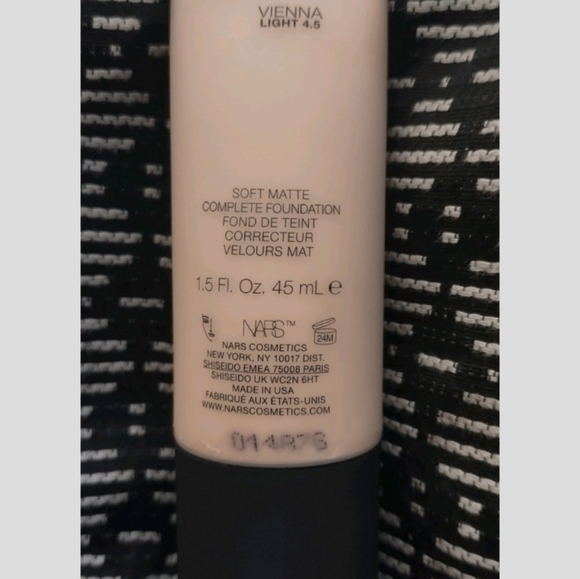 VIENNA
LIGHT 4.5
SOFT MATTE
COMPLETE FOUNDATION
FOND DE TEINT
CORRECTEUR
VELOURS MAT
1.5 Fl. Oz. 45 mL ℮
NARS™
24M
NARS COSMETICS
NEW YORK, NY 10017 DIST.
SHISEIDO EMEA 75008 PARIS
SHISEIDO UK WC2N 6HT
MADE IN USA
FABRIQUÉ AUX ÉTATS-UNIS
WWW.NARSCOSMETICS.COM